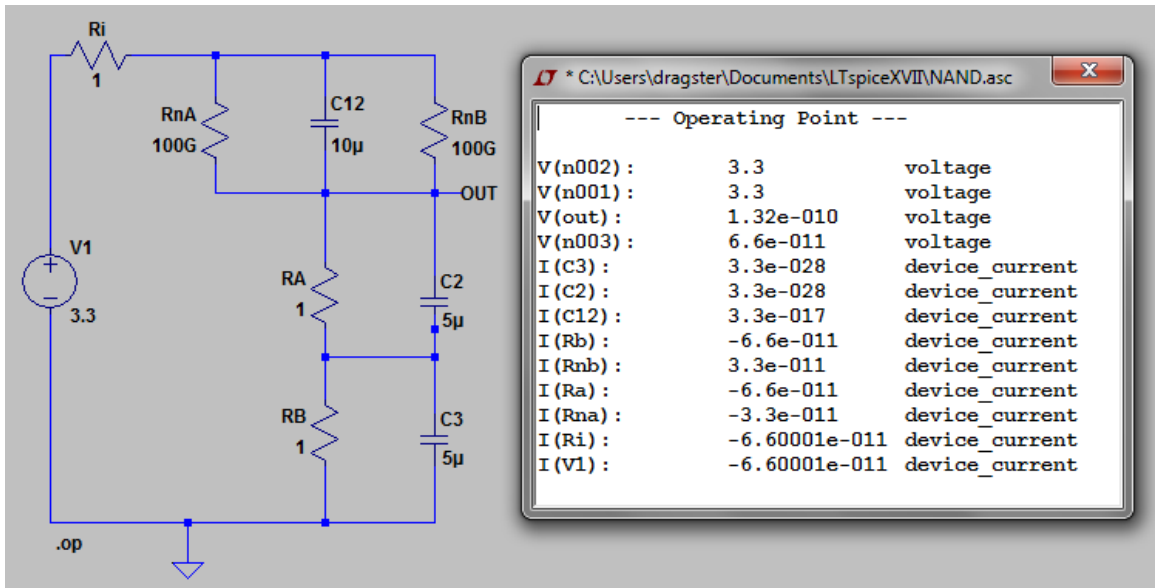 Ri
1
RnA
100G
C12
10µ
RnB
100G
OUT
V1
3.3
RA
1
C2
5µ
RB
1
C3
5µ
.op
* C:\Users\dragster\Documents\LTspiceXVII\NAND.asc
--- Operating Point ---
V(n002): 3.3 voltage
V(n001): 3.3 voltage
V(out): 1.32e-010 voltage
V(n003): 6.6e-011 voltage
I(C3): 3.3e-028 device_current
I(C2): 3.3e-028 device_current
I(C12): 3.3e-017 device_current
I(Rb): -6.6e-011 device_current
I(Rnb): 3.3e-011 device_current
I(Ra): -6.6e-011 device_current
I(Rna): -3.3e-011 device_current
I(Ri): -6.60001e-011 device_current
I(V1): -6.60001e-011 device_current